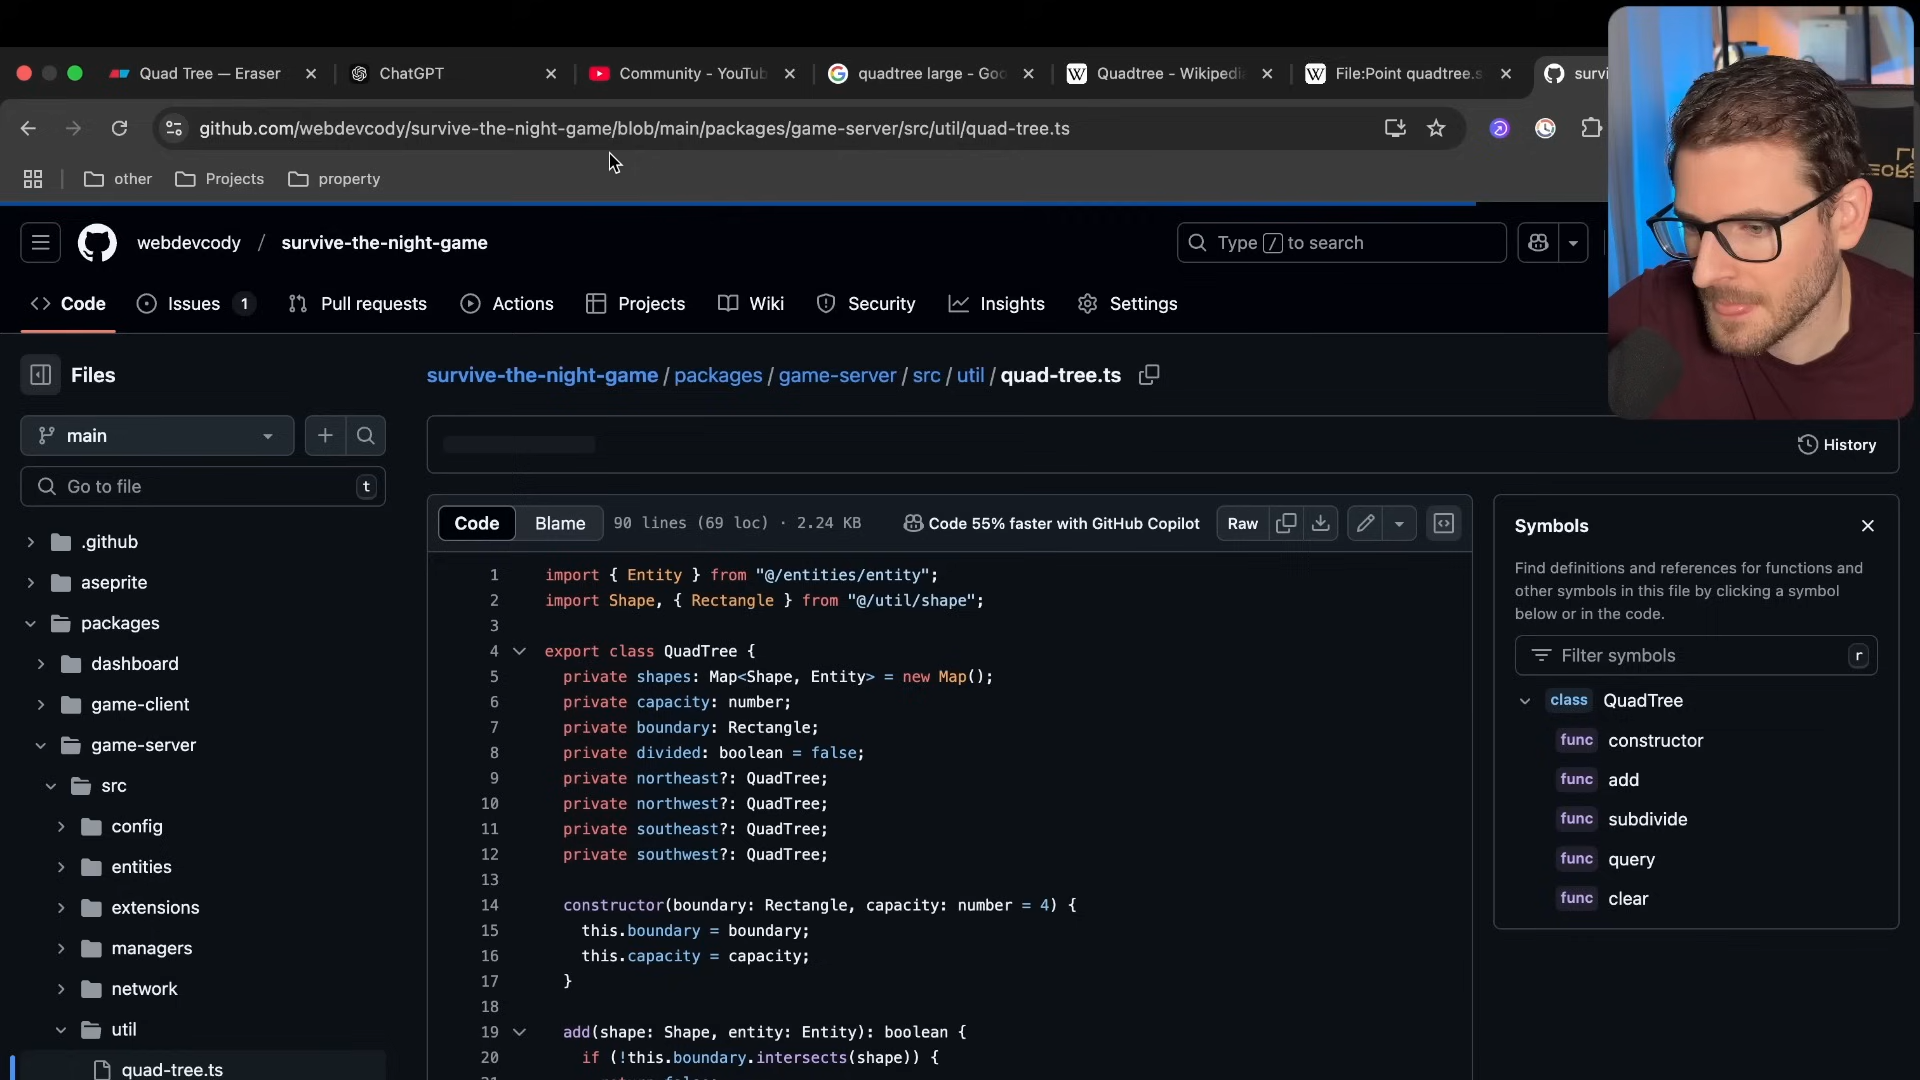 Quad Tree — Eraser
ChatGPT
Community - YouTub
quadtree large - Goo
Quadtree - Wikipedi
File:Point quadtree.s
survi
github.com/webdevcody/survive-the-night-game/blob/main/packages/game-server/src/util/quad-tree.ts
other
Projects
property
webdevcody / survive-the-night-game
Type / to search
Code
Issues 1
Pull requests
Actions
Projects
Wiki
Security
Insights
Settings
Files
survive-the-night-game / packages / game-server / src / util / quad-tree.ts
main
History
Go to file t
Code
Blame
90 lines (69 loc) · 2.24 KB
Code 55% faster with GitHub Copilot
Raw
.github
aseprite
packages
dashboard
game-client
game-server
src
config
entities
extensions
managers
network
util
quad-tree.ts
1 import { Entity } from "@/entities/entity";
2 import Shape, { Rectangle } from "@/util/shape";
3
4 export class QuadTree {
5 private shapes: Map<Shape, Entity> = new Map();
6 private capacity: number;
7 private boundary: Rectangle;
8 private divided: boolean = false;
9 private northeast?: QuadTree;
10 private northwest?: QuadTree;
11 private southeast?: QuadTree;
12 private southwest?: QuadTree;
13
14 constructor(boundary: Rectangle, capacity: number = 4) {
15 this.boundary = boundary;
16 this.capacity = capacity;
17 }
18
19 add(shape: Shape, entity: Entity): boolean {
20 if (!this.boundary.intersects(shape)) {
Symbols
Find definitions and references for functions and
other symbols in this file by clicking a symbol
below or in the code.
Filter symbols r
class QuadTree
func constructor
func add
func subdivide
func query
func clear